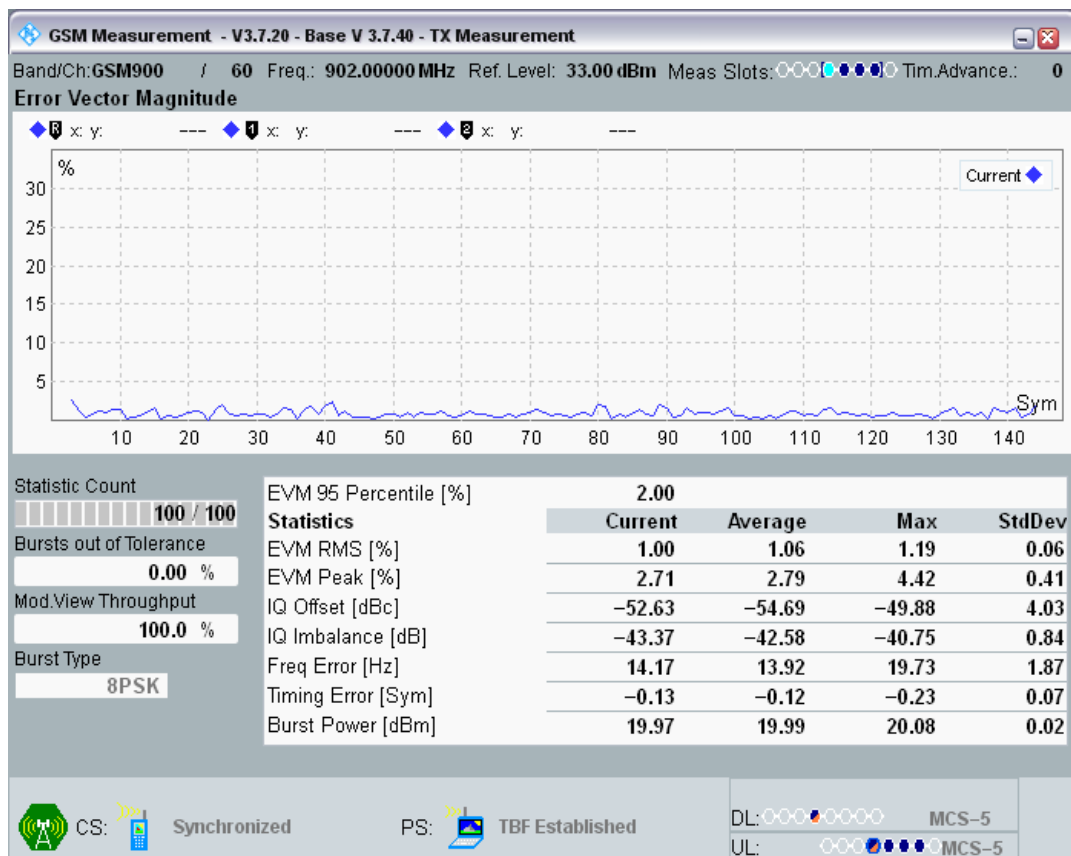 GSM Measurement - V3.7.20 - Base V 3.7.40 - TX Measurement
Band/Ch:GSM900 / 60 Freq.: 902.00000 MHz Ref. Level: 33.00 dBm Meas Slots: Tim.Advance.: 0
Error Vector Magnitude
R x: y: --- 1 x: y: --- 2 x: y: ---
%
Current
30
25
20
15
10
5
Sym
10 20 30 40 50 60 70 80 90 100 110 120 130 140
Statistic Count
100 / 100
Bursts out of Tolerance
0.00 %
Mod.View Throughput
100.0 %
Burst Type
8PSK
EVM 95 Percentile [%] 2.00
Statistics Current Average Max StdDev
EVM RMS [%] 1.00 1.06 1.19 0.06
EVM Peak [%] 2.71 2.79 4.42 0.41
IQ Offset [dBc] −52.63 −54.69 −49.88 4.03
IQ Imbalance [dB] −43.37 −42.58 −40.75 0.84
Freq Error [Hz] 14.17 13.92 19.73 1.87
Timing Error [Sym] −0.13 −0.12 −0.23 0.07
Burst Power [dBm] 19.97 19.99 20.08 0.02
CS: Synchronized PS: TBF Established
DL: MCS−5
UL: MCS−5